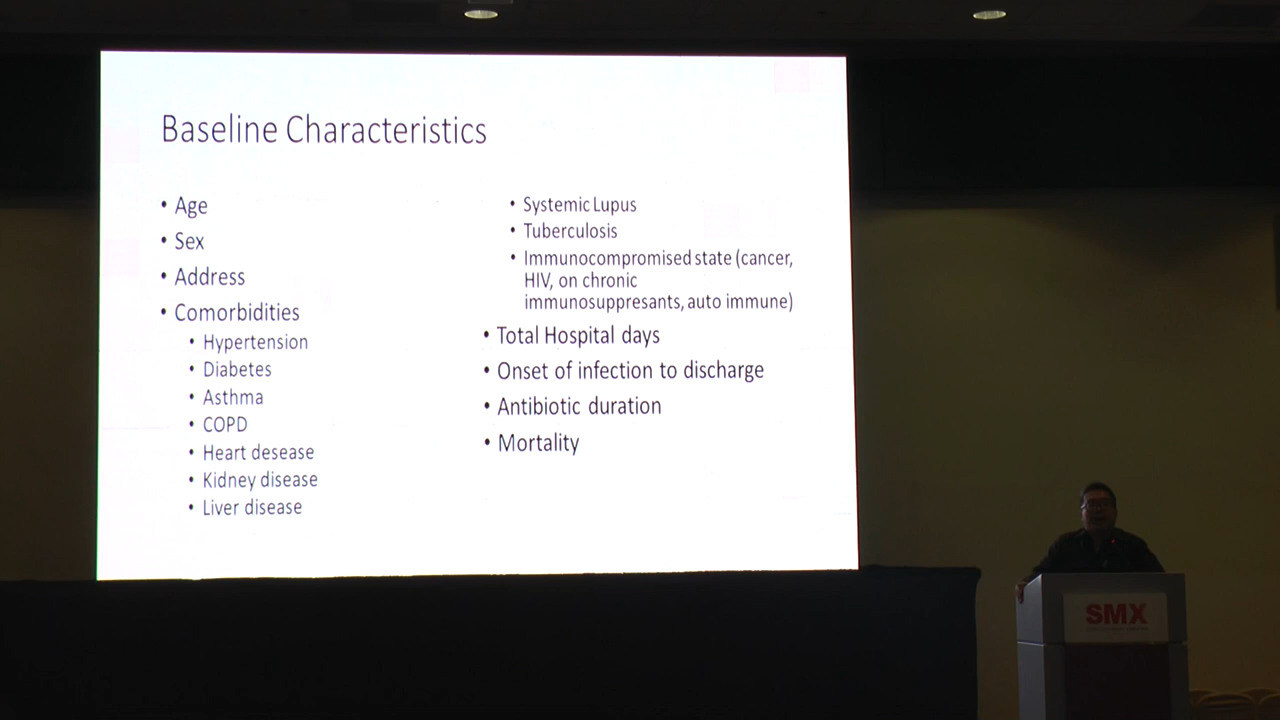 Baseline Characteristics
• Age
• Sex
• Address
• Comorbidities
• Hypertension
• Diabetes
• Asthma
• COPD
• Heart desease
• Kidney disease
• Liver disease
• Systemic Lupus
• Tuberculosis
• Immunocompromised state (cancer,
HIV, on chronic
immunosuppresants, auto immune)
• Total Hospital days
• Onset of infection to discharge
• Antibiotic duration
• Mortality
SMX